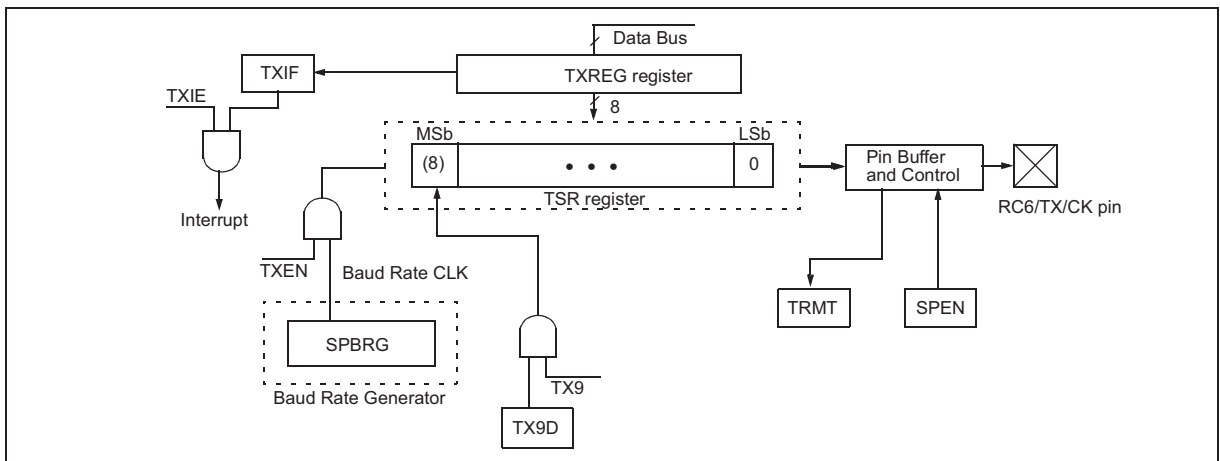 Data Bus
TXIF
TXREG register
TXIE
8
MSb
LSb
(8)
• • •
0
Pin Buffer
and Control
TSR register
Interrupt
RC6/TX/CK pin
TXEN
Baud Rate CLK
TRMT
SPEN
SPBRG
TX9
Baud Rate Generator
TX9D